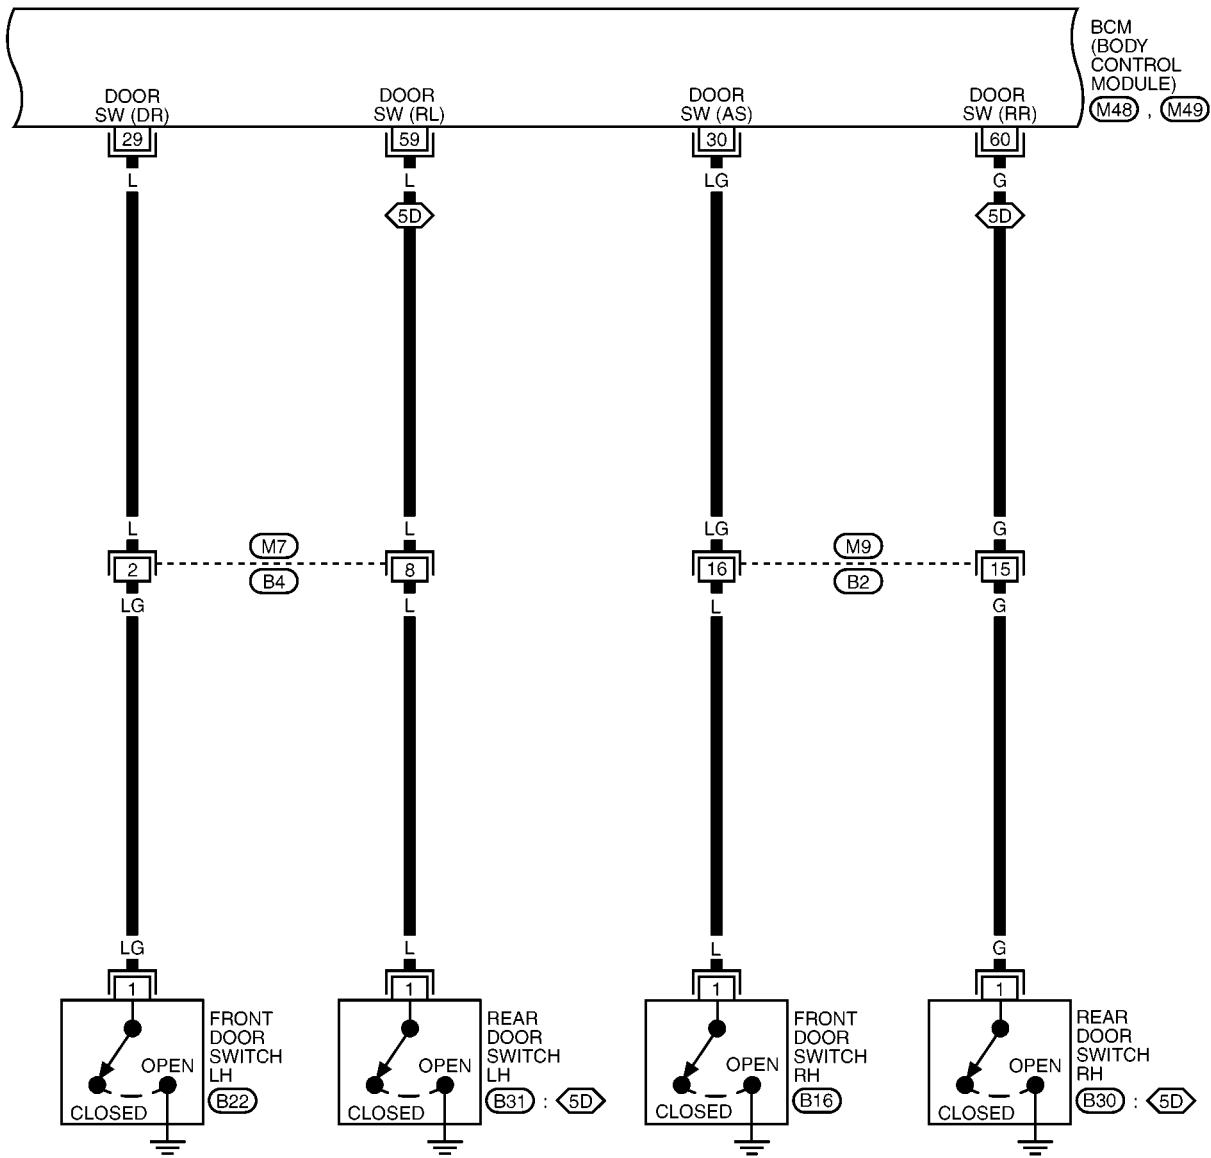 BCM
(BODY
CONTROL
MODULE)
M48 , M49
DOOR
SW (DR)
DOOR
SW (RL)
DOOR
SW (AS)
DOOR
SW (RR)
29
59
30
60
L
L
LG
G
5D
5D
L
L
LG
G
M7
M9
2
8
16
15
B4
B2
LG
L
L
G
LG
L
L
G
1
1
1
1
FRONT
DOOR
SWITCH
LH
B22
OPEN
CLOSED
REAR
DOOR
SWITCH
LH
B31 : 5D
OPEN
CLOSED
FRONT
DOOR
SWITCH
RH
B16
OPEN
CLOSED
REAR
DOOR
SWITCH
RH
B30 : 5D
OPEN
CLOSED